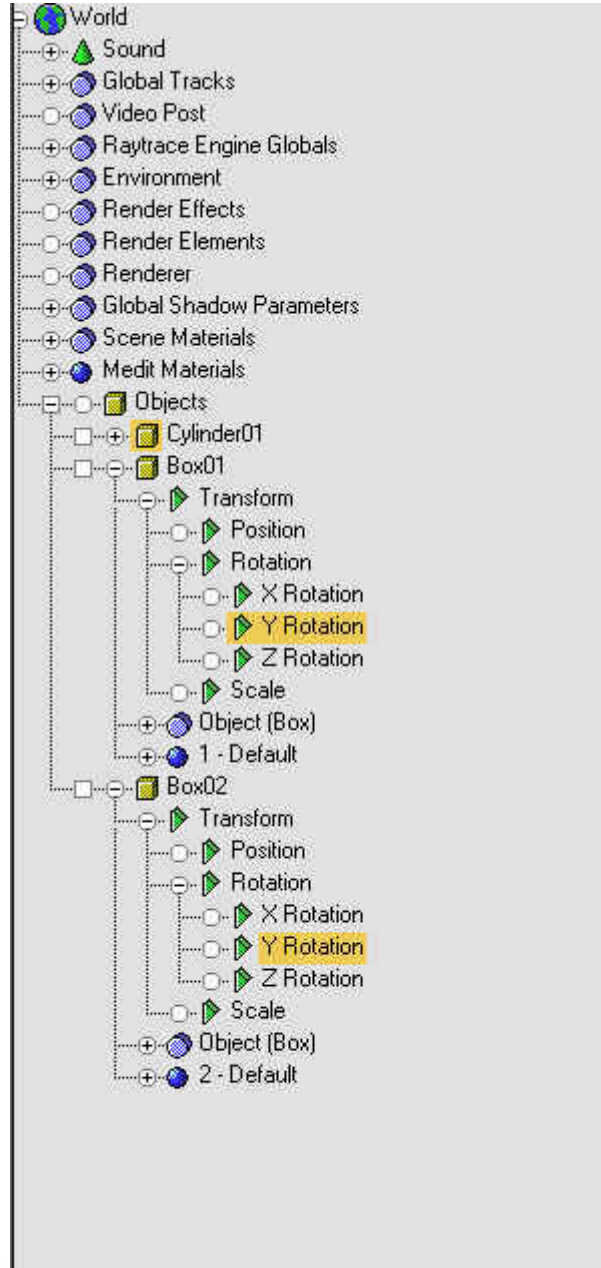 World
Sound
Global Tracks
Video Post
Raytrace Engine Globals
Environment
Render Effects
Render Elements
Renderer
Global Shadow Parameters
Scene Materials
Medit Materials
Objects
Cylinder01
Box01
Transform
Position
Rotation
X Rotation
Y Rotation
Z Rotation
Scale
Object (Box)
1 - Default
Box02
Transform
Position
Rotation
X Rotation
Y Rotation
Z Rotation
Scale
Object (Box)
2 - Default